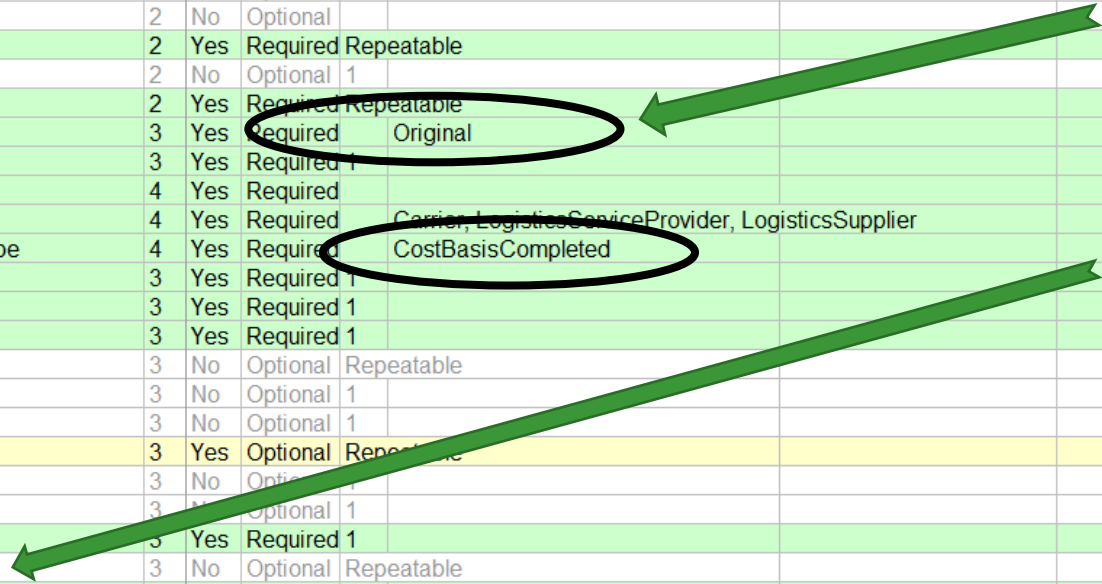 2 No Optional
2 Yes Required Repeatable
2 No Optional 1
2 Yes Required Repeatable
3 Yes Required Original
3 Yes Required 1
4 Yes Required
4 Yes Required Carrier, LogisticsServiceProvider, LogisticsSupplier
pe 4 Yes Required CostBasisCompleted
3 Yes Required 1
3 Yes Required 1
3 Yes Required 1
3 No Optional Repeatable
3 No Optional 1
3 No Optional 1
3 Yes Optional Repeatable
3 No Optional 1
3 No Optional 1
3 Yes Required 1
3 No Optional Repeatable